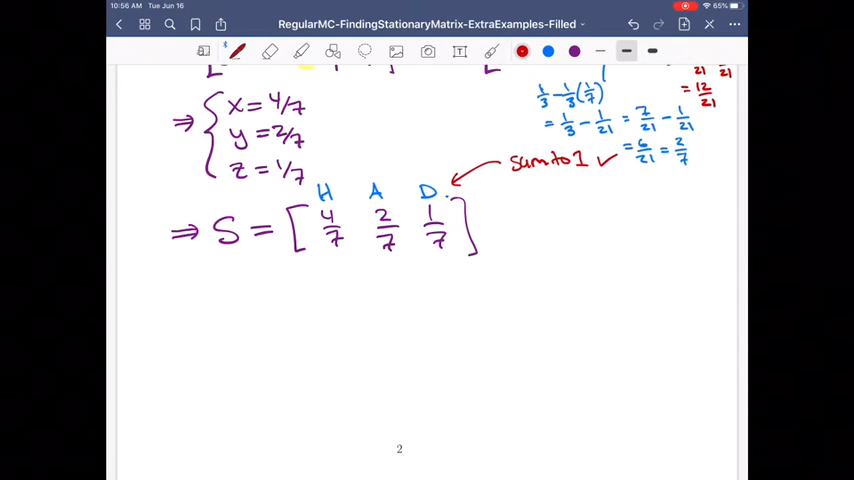 10:56 AM Tue Jun 16
65%
RegularMC-FindingStationaryMatrix-ExtraExamples-Filled
21 21
= 12/21
1/3 - 1/3 (1/7)
= 1/3 - 1/21 = 7/21 - 1/21
= 6/21 = 2/7
⇒ { x = 4/7
y = 2/7
z = 1/7
sum to 1 ✓
H A D
⇒ S = [ 4/7 2/7 1/7 ]
2